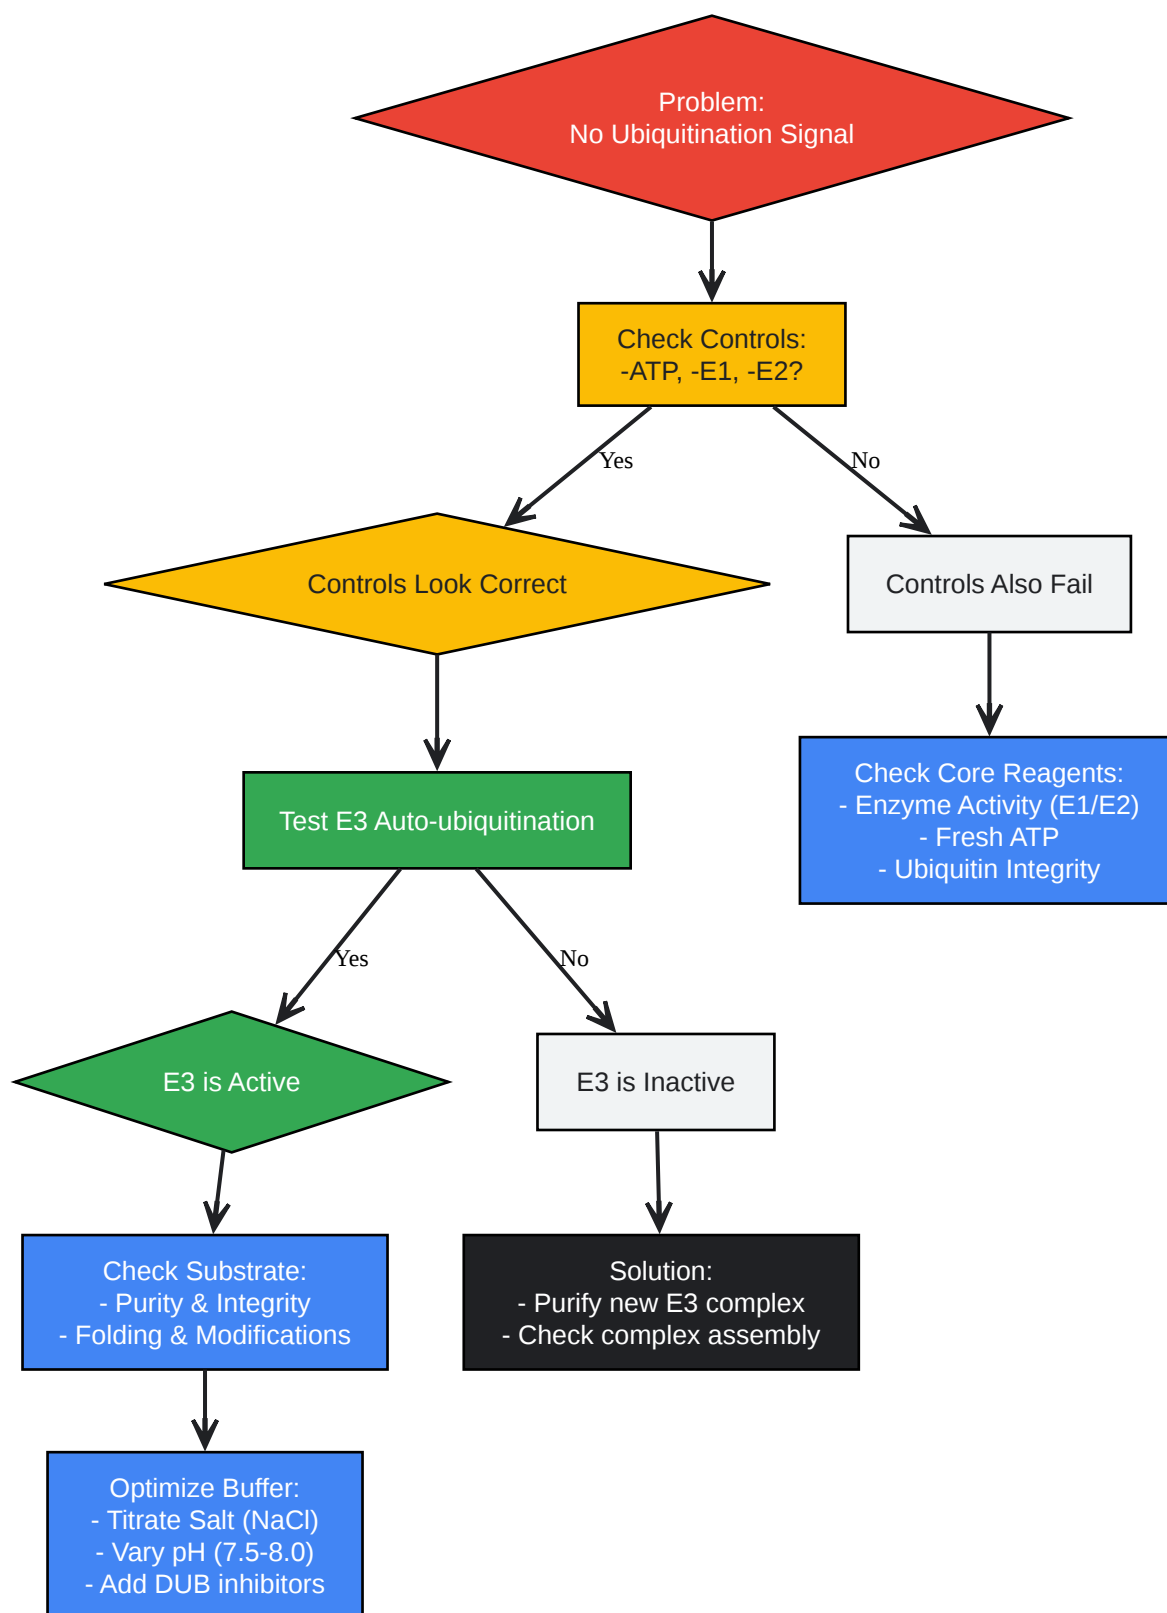 Problem:
No Ubiquitination Signal
Check Controls:
-ATP, -E1, -E2?
Yes
No
Controls Look Correct
Controls Also Fail
Test E3 Auto-ubiquitination
Check Core Reagents:
- Enzyme Activity (E1/E2)
- Fresh ATP
- Ubiquitin Integrity
Yes
No
E3 is Active
E3 is Inactive
Check Substrate:
- Purity & Integrity
- Folding & Modifications
Solution:
- Purify new E3 complex
- Check complex assembly
Optimize Buffer:
- Titrate Salt (NaCl)
- Vary pH (7.5-8.0)
- Add DUB inhibitors